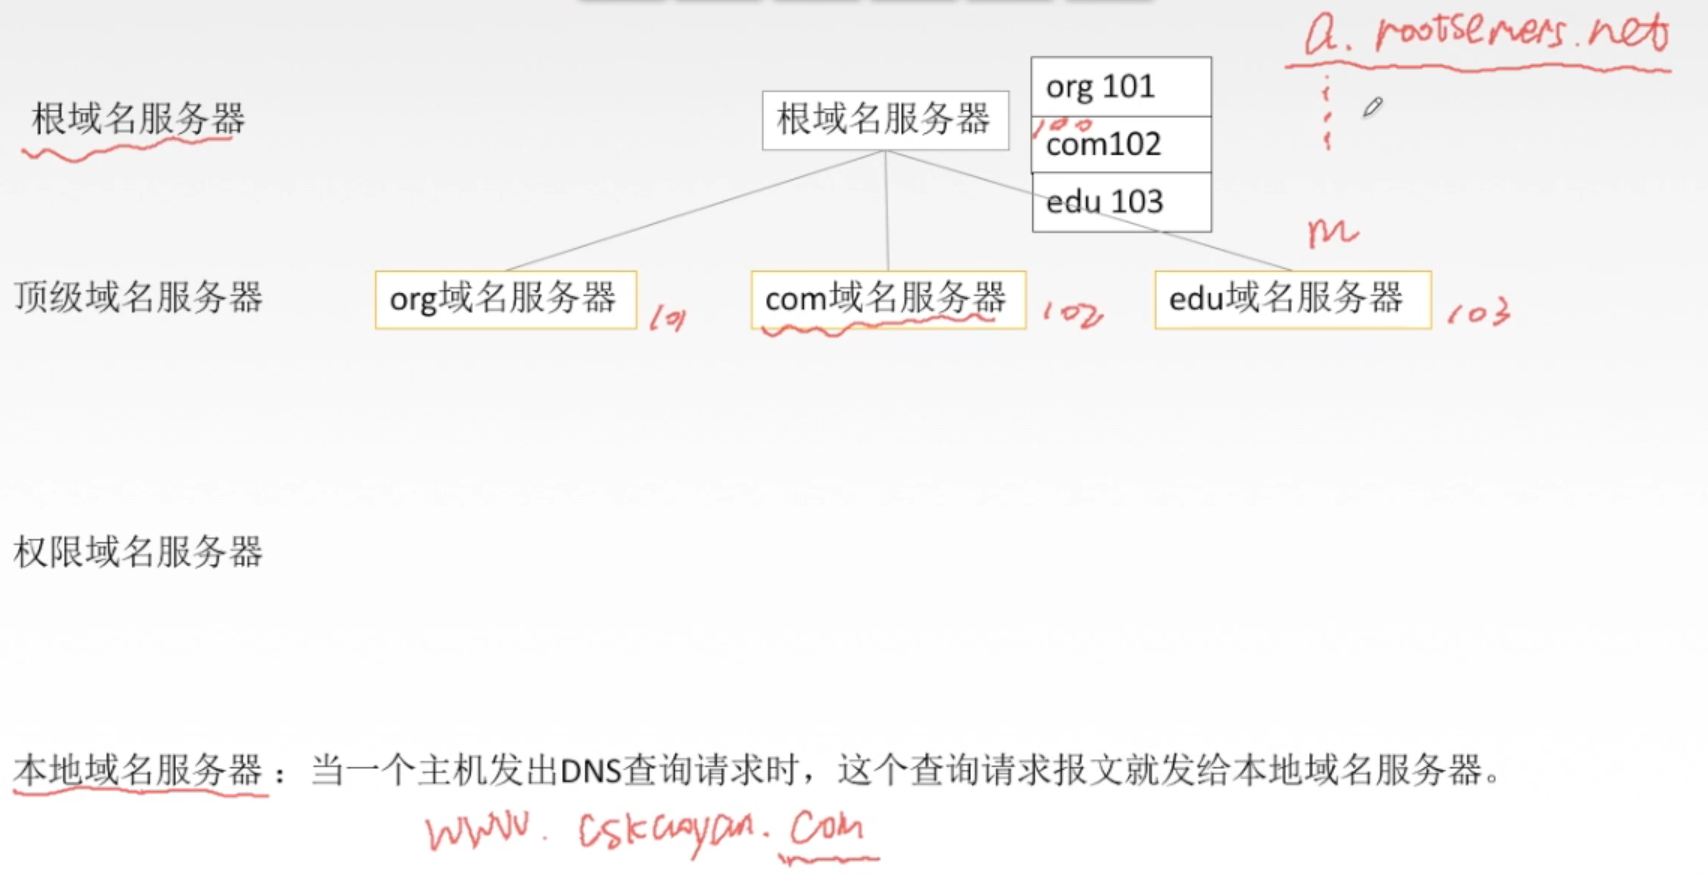 a. rootservers.net
根域名服务器
根域名服务器
org 101
100
com102
edu 103
m
顶级域名服务器
org域名服务器 101
com域名服务器 102
edu域名服务器 103
权限域名服务器
本地域名服务器：当一个主机发出DNS查询请求时，这个查询请求报文就发给本地域名服务器。
www. cskaoyan. com